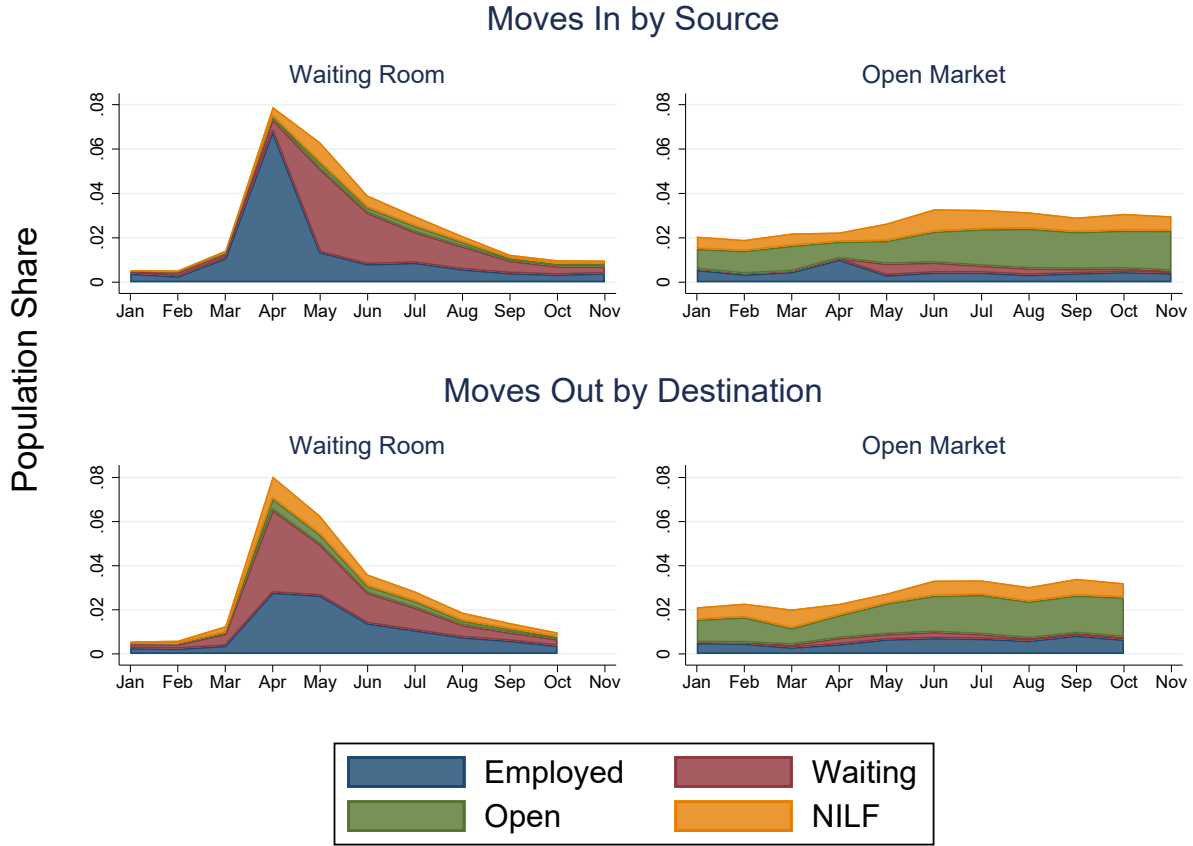 Moves In by Source
Waiting Room
Open Market
.08
.06
.04
.02
0
Jan Feb Mar Apr May Jun Jul Aug Sep Oct Nov
.08
.06
.04
.02
0
Jan Feb Mar Apr May Jun Jul Aug Sep Oct Nov
Population Share
Moves Out by Destination
Waiting Room
Open Market
.08
.06
.04
.02
0
Jan Feb Mar Apr May Jun Jul Aug Sep Oct Nov
.08
.06
.04
.02
0
Jan Feb Mar Apr May Jun Jul Aug Sep Oct Nov
Employed
Waiting
Open
NILF